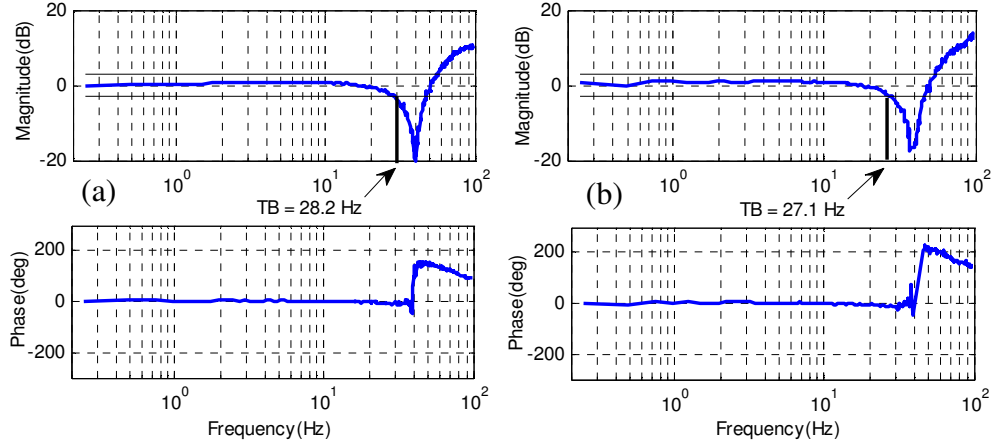 20
0
-20
Magnitude(dB)
10^0
10^1
10^2
(a)
TB = 28.2 Hz
200
0
-200
Phase(deg)
10^0
10^1
10^2
Frequency(Hz)
20
10
0
-10
-20
Magnitude(dB)
10^0
10^1
10^2
(b)
TB = 27.1 Hz
200
0
-200
Phase(deg)
10^0
10^1
10^2
Frequency(Hz)